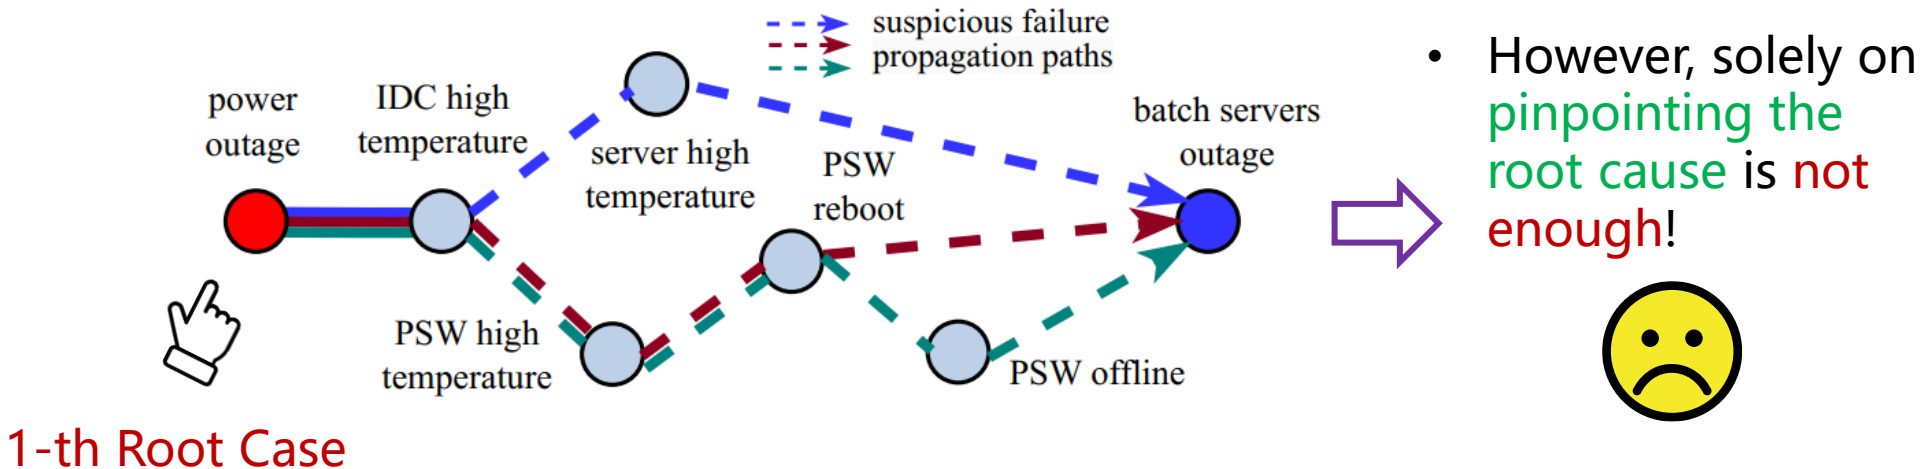 suspicious failure
propagation paths
power
outage
IDC high
temperature
server high
temperature
PSW
reboot
batch servers
outage
PSW high
temperature
PSW offline
1-th Root Case
• However, solely on
pinpointing the
root cause is not
enough!